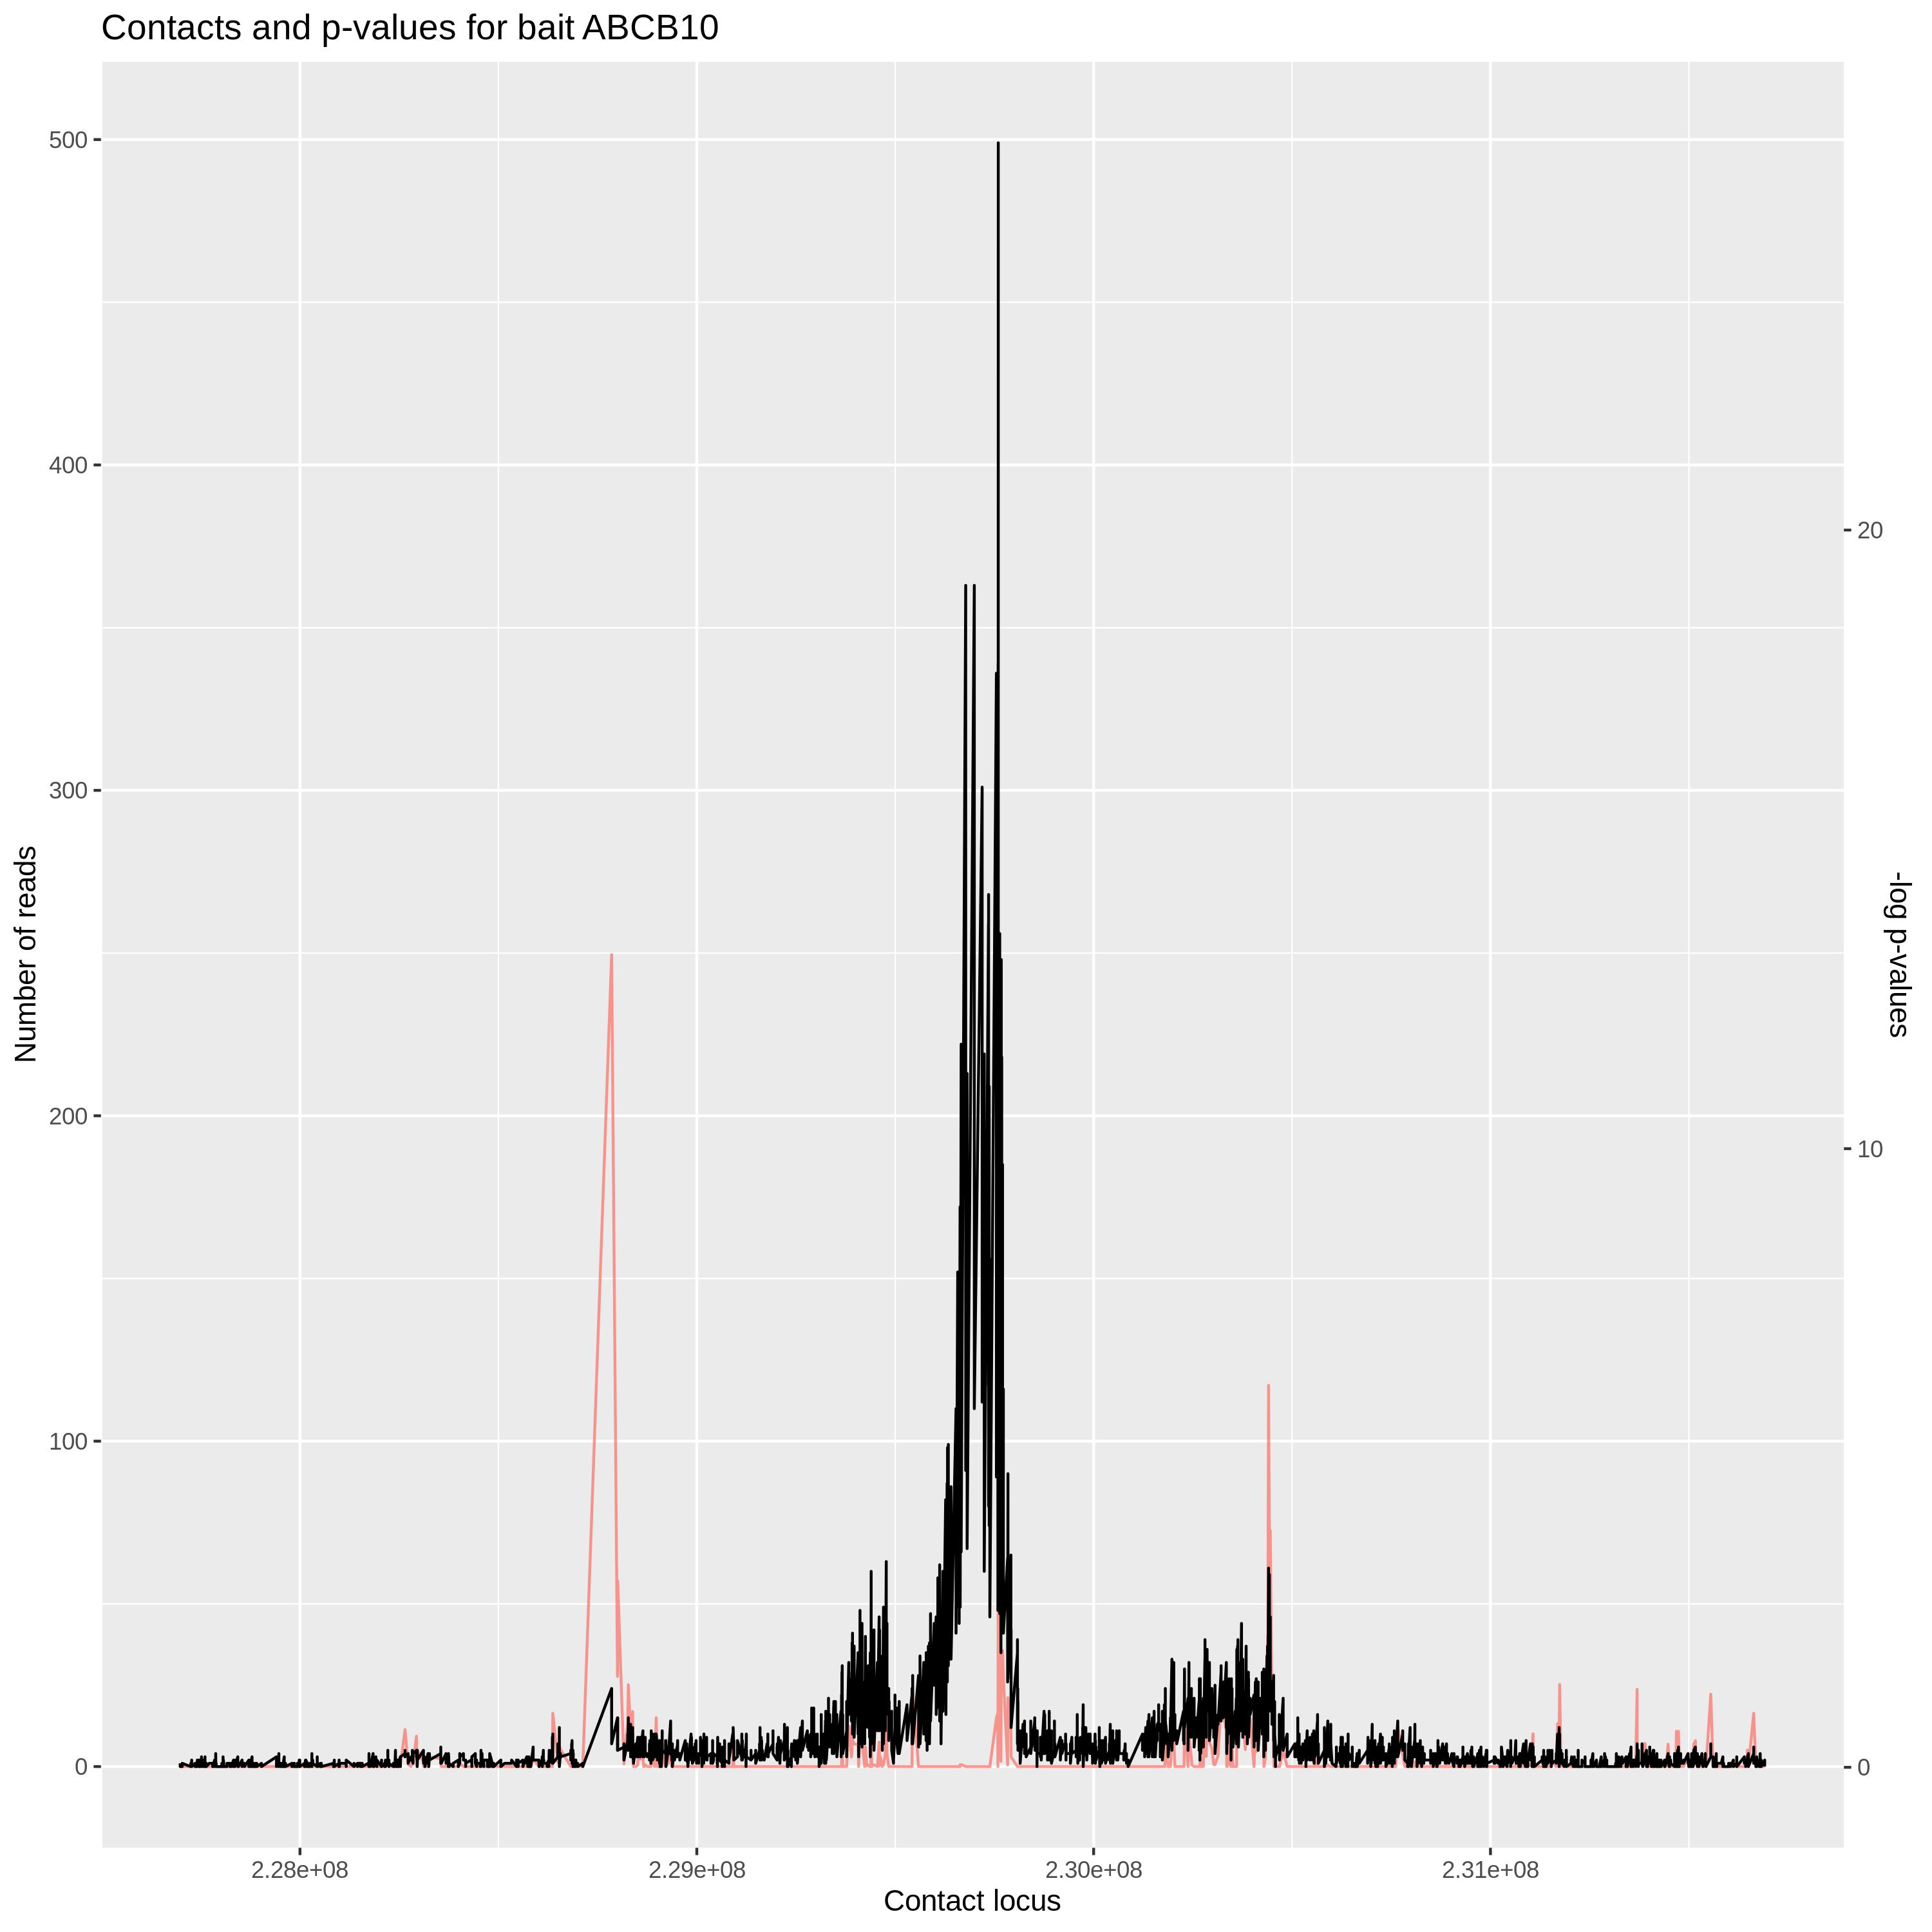 Contacts and p-values for bait ABCB10
500
400
300
200
100
0
Number of reads
20
10
0
-log p-values
2.28e+08 2.29e+08 2.30e+08 2.31e+08
Contact locus